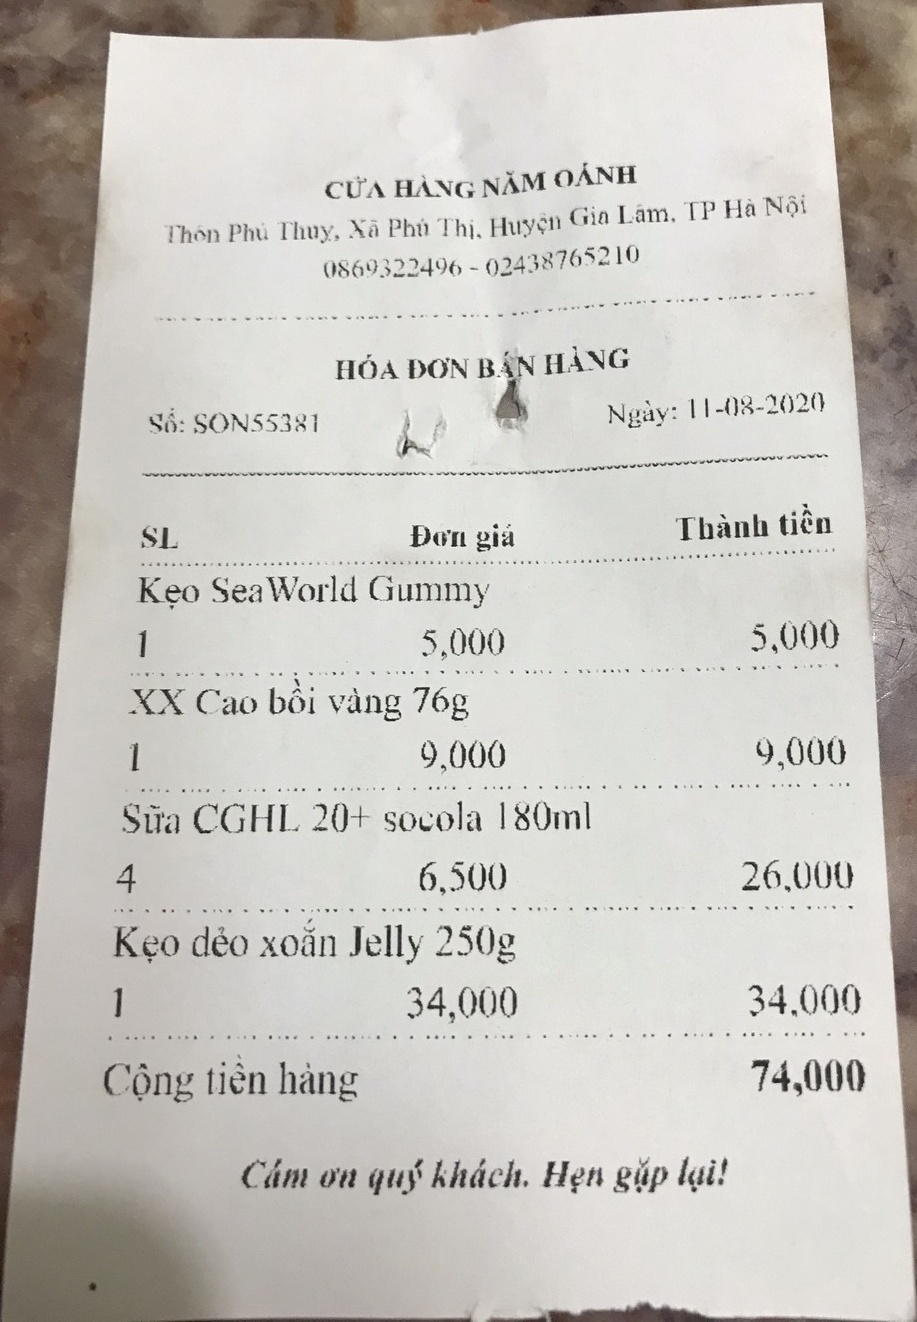 CỬA HÀNG NĂM OÁNH
Thôn Phú Thuy, Xã Phú Thị, Huyện Gia Lâm, TP Hà Nội
0869322496 - 02438765210
HÓA ĐƠN BÁN HÀNG
Số: SON55381 Ngày: 11-08-2020
SL Đơn giá Thành tiền
Kẹo SeaWorld Gummy
1 5,000 5,000
XX Cao bồi vàng 76g
1 9,000 9,000
Sữa CGHL 20+ socola 180ml
4 6,500 26,000
Kẹo dẻo xoắn Jelly 250g
1 34,000 34,000
Cộng tiền hàng 74,000
Cám ơn quý khách. Hẹn gặp lại!